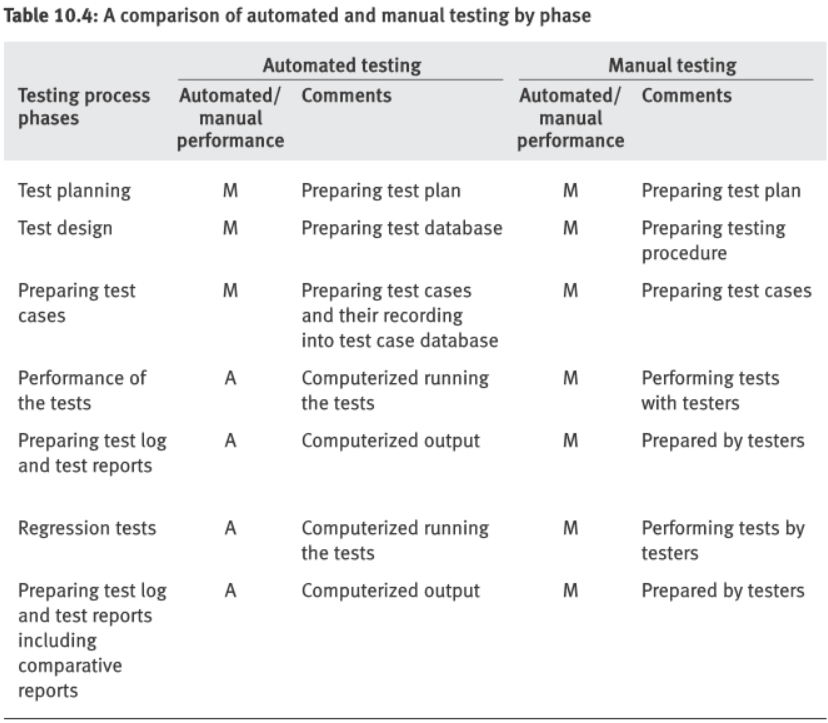 Table 10.4: A comparison of automated and manual testing by phase
Automated testing Manual testing
Testing process Automated/ Comments Automated/ Comments
phases manual manual
performance performance
Test planning M Preparing test plan M Preparing test plan
Test design M Preparing test database M Preparing testing
procedure
Preparing test M Preparing test cases M Preparing test cases
cases and their recording
into test case database
Performance of A Computerized running M Performing tests
the tests the tests with testers
Preparing test log A Computerized output M Prepared by testers
and test reports
Regression tests A Computerized running M Performing tests by
the tests testers
Preparing test log A Computerized output M Prepared by testers
and test reports
including
comparative
reports